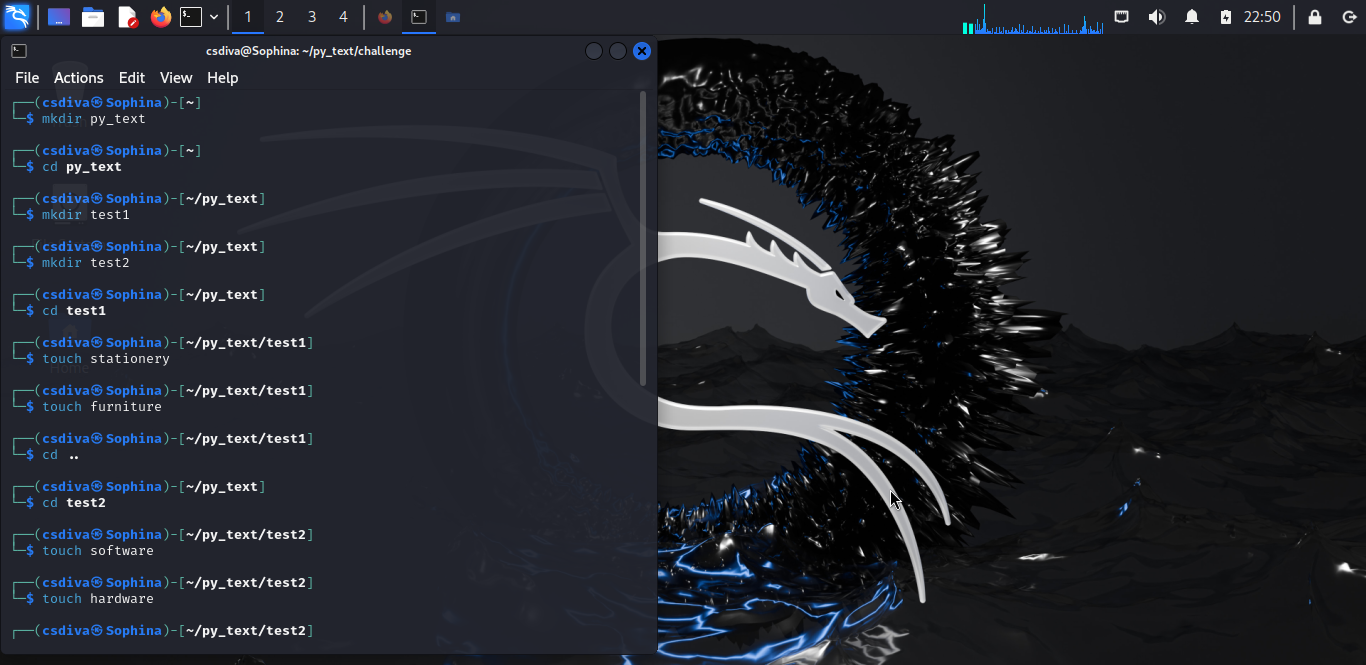 1 2 3 4 22:50
csdiva@Sophina: ~/py_text/challenge
File Actions Edit View Help
┌──(csdiva㉿Sophina)-[~]
└─$ mkdir py_text
┌──(csdiva㉿Sophina)-[~]
└─$ cd py_text
┌──(csdiva㉿Sophina)-[~/py_text]
└─$ mkdir test1
┌──(csdiva㉿Sophina)-[~/py_text]
└─$ mkdir test2
┌──(csdiva㉿Sophina)-[~/py_text]
└─$ cd test1
┌──(csdiva㉿Sophina)-[~/py_text/test1]
└─$ touch stationery
Home
┌──(csdiva㉿Sophina)-[~/py_text/test1]
└─$ touch furniture
┌──(csdiva㉿Sophina)-[~/py_text/test1]
└─$ cd ..
┌──(csdiva㉿Sophina)-[~/py_text]
└─$ cd test2
┌──(csdiva㉿Sophina)-[~/py_text/test2]
└─$ touch software
┌──(csdiva㉿Sophina)-[~/py_text/test2]
└─$ touch hardware
┌──(csdiva㉿Sophina)-[~/py_text/test2]